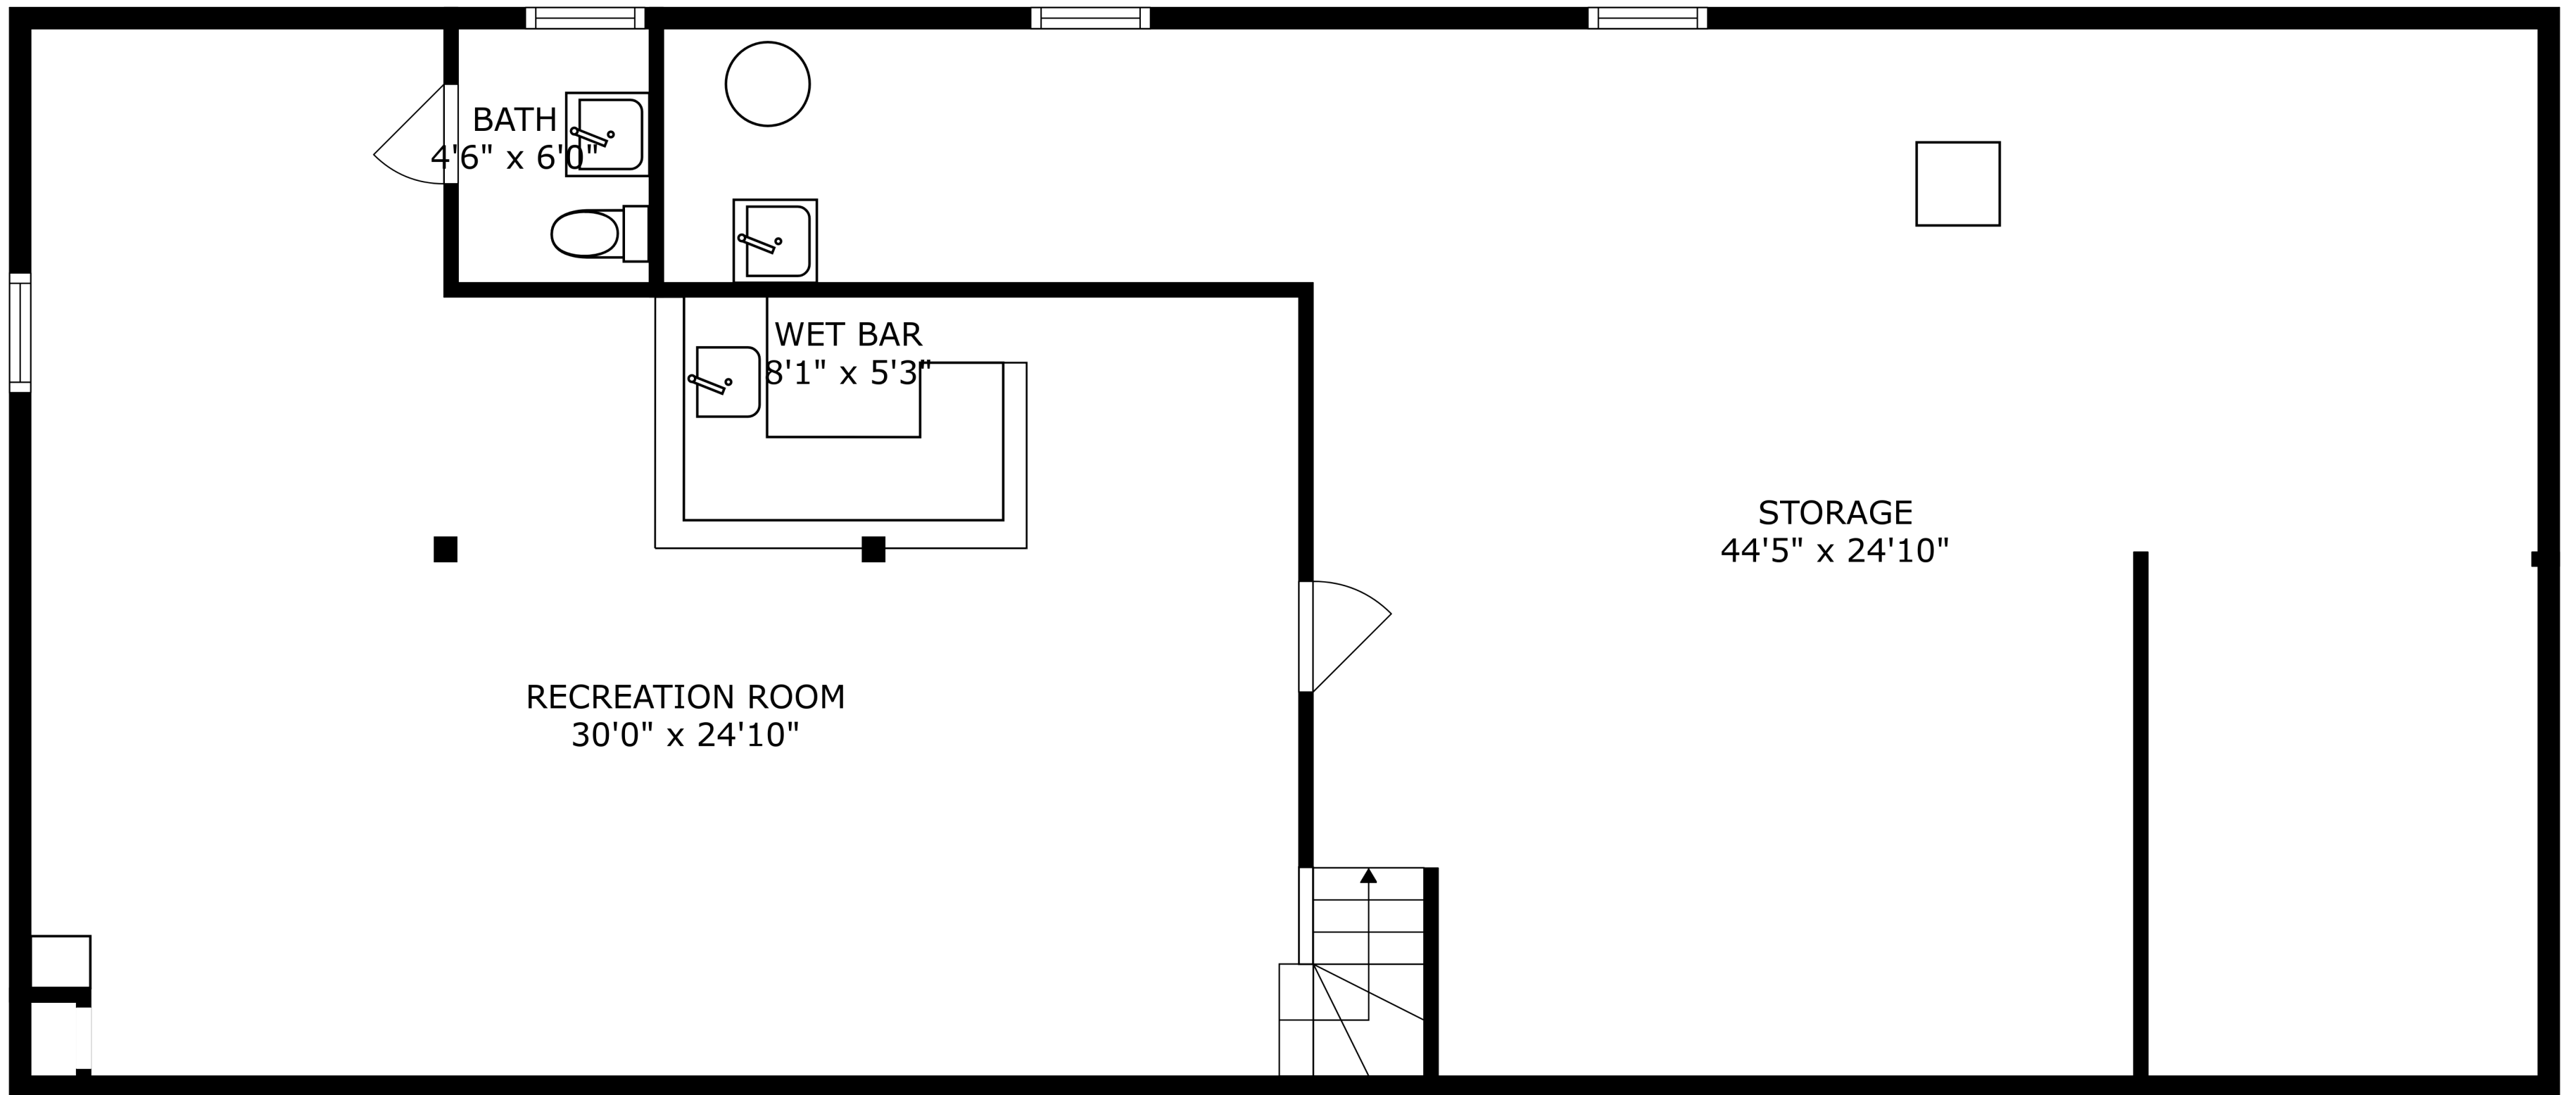 BATH
4'6" x 6'0"
WET BAR
8'1" x 5'3"
STORAGE
44'5" x 24'10"
RECREATION ROOM
30'0" x 24'10"